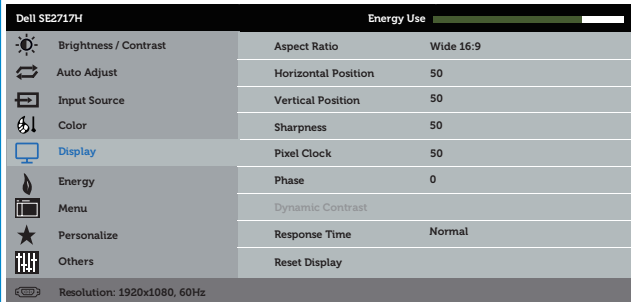 Dell SE2717H Energy Use
Brightness / Contrast Aspect Ratio Wide 16:9
Auto Adjust Horizontal Position 50
Input Source Vertical Position 50
Color Sharpness 50
Display Pixel Clock 50
Energy Phase 0
Menu Dynamic Contrast
Personalize Response Time Normal
Others Reset Display
Resolution: 1920x1080, 60Hz